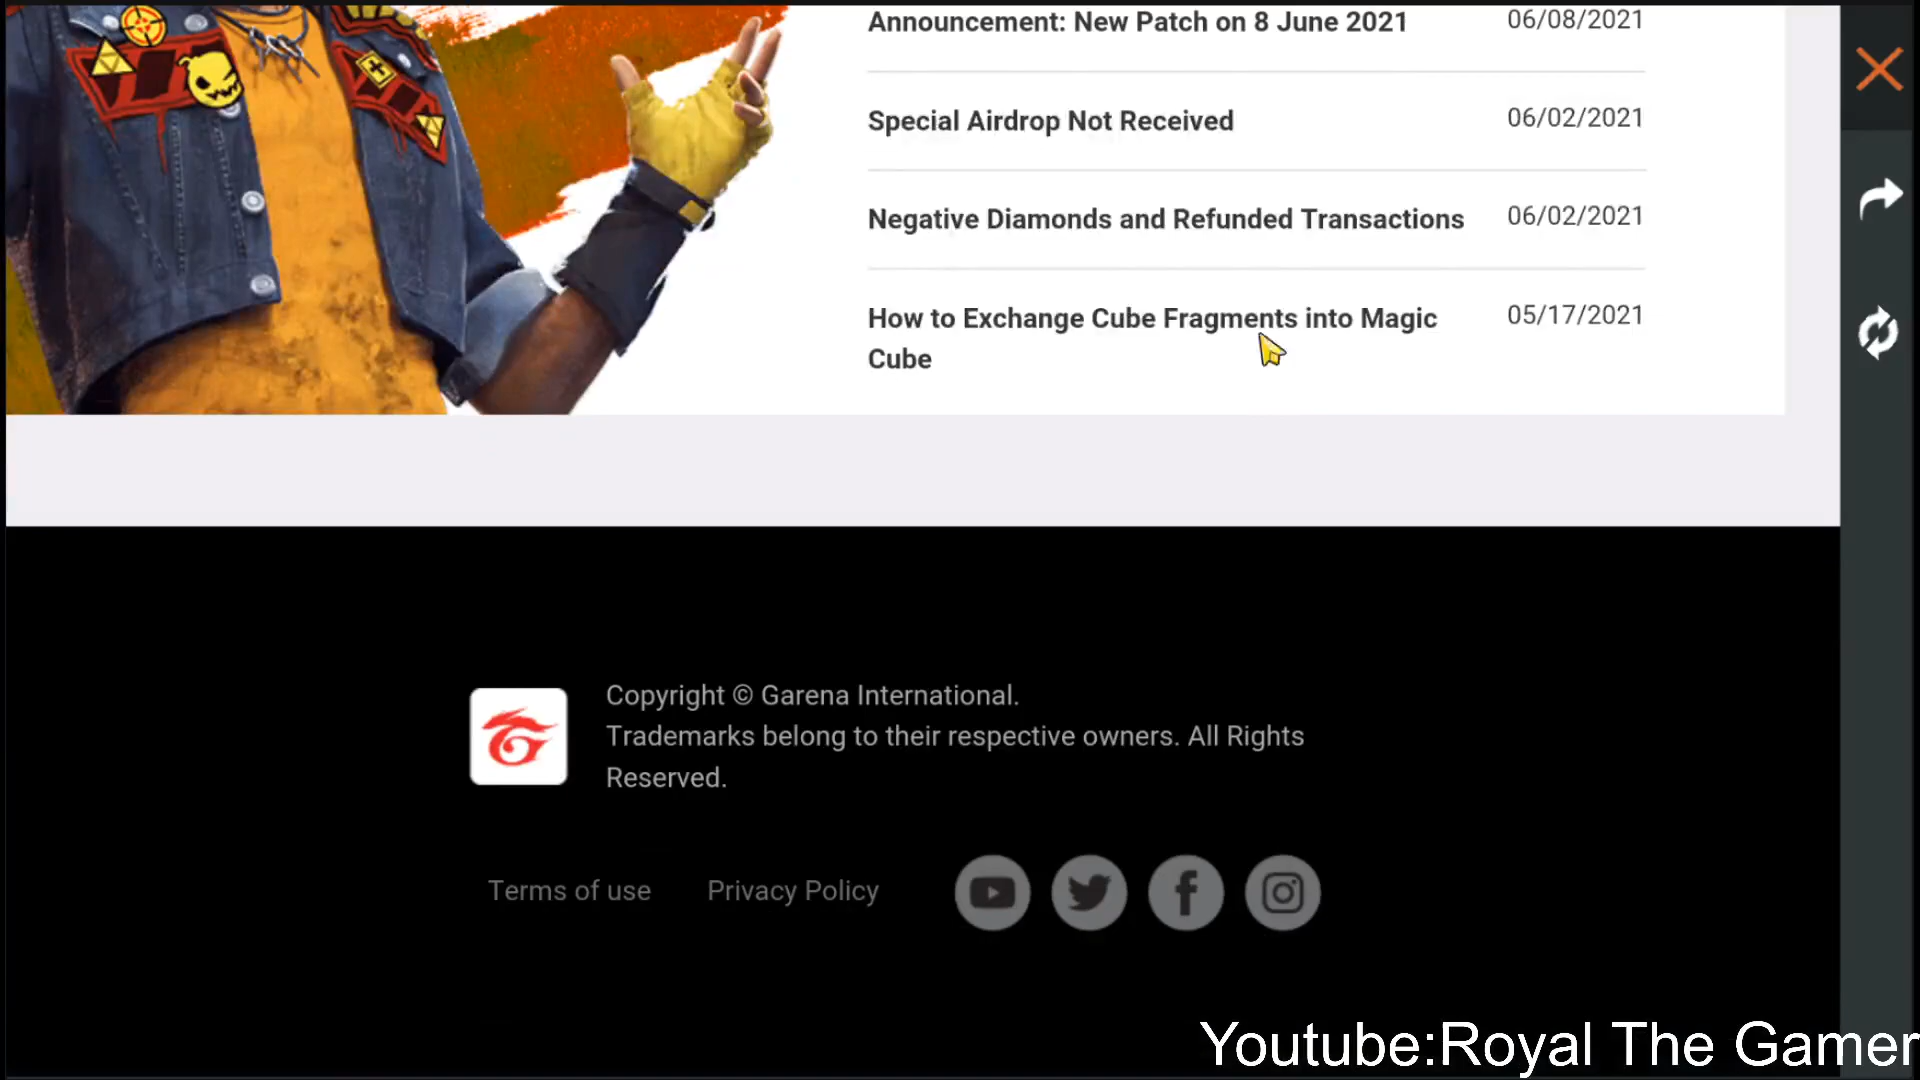 Announcement: New Patch on 8 June 2021 06/08/2021
Special Airdrop Not Received 06/02/2021
Negative Diamonds and Refunded Transactions 06/02/2021
How to Exchange Cube Fragments into Magic 05/17/2021
Cube
Copyright © Garena International.
Trademarks belong to their respective owners. All Rights
Reserved.
Terms of use Privacy Policy
Youtube:Royal The Gamer